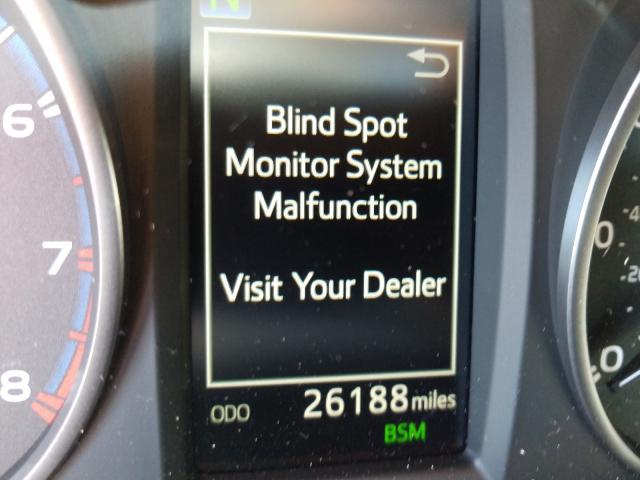 N
6
7
8
Blind Spot
Monitor System
Malfunction
Visit Your Dealer
ODO 26188 miles
BSM